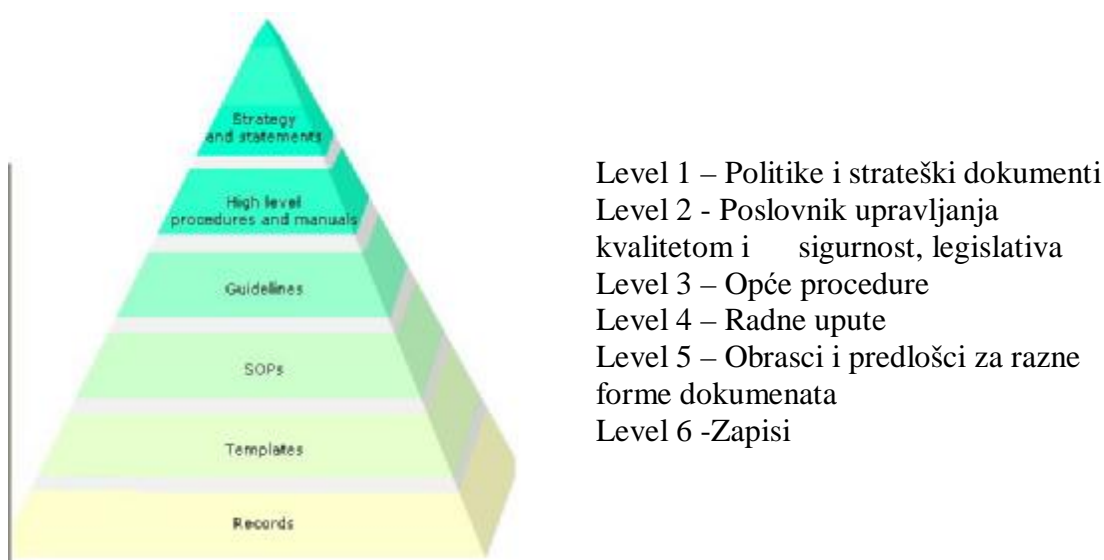 Strategy
and statements
High level
procedures and manuals
Guidelines
SOPs
Templates
Records
Level 1 – Politike i strateški dokumenti
Level 2 - Poslovnik upravljanja
kvalitetom i sigurnost, legislativa
Level 3 – Opće procedure
Level 4 – Radne upute
Level 5 – Obrasci i predlošci za razne
forme dokumenata
Level 6 -Zapisi